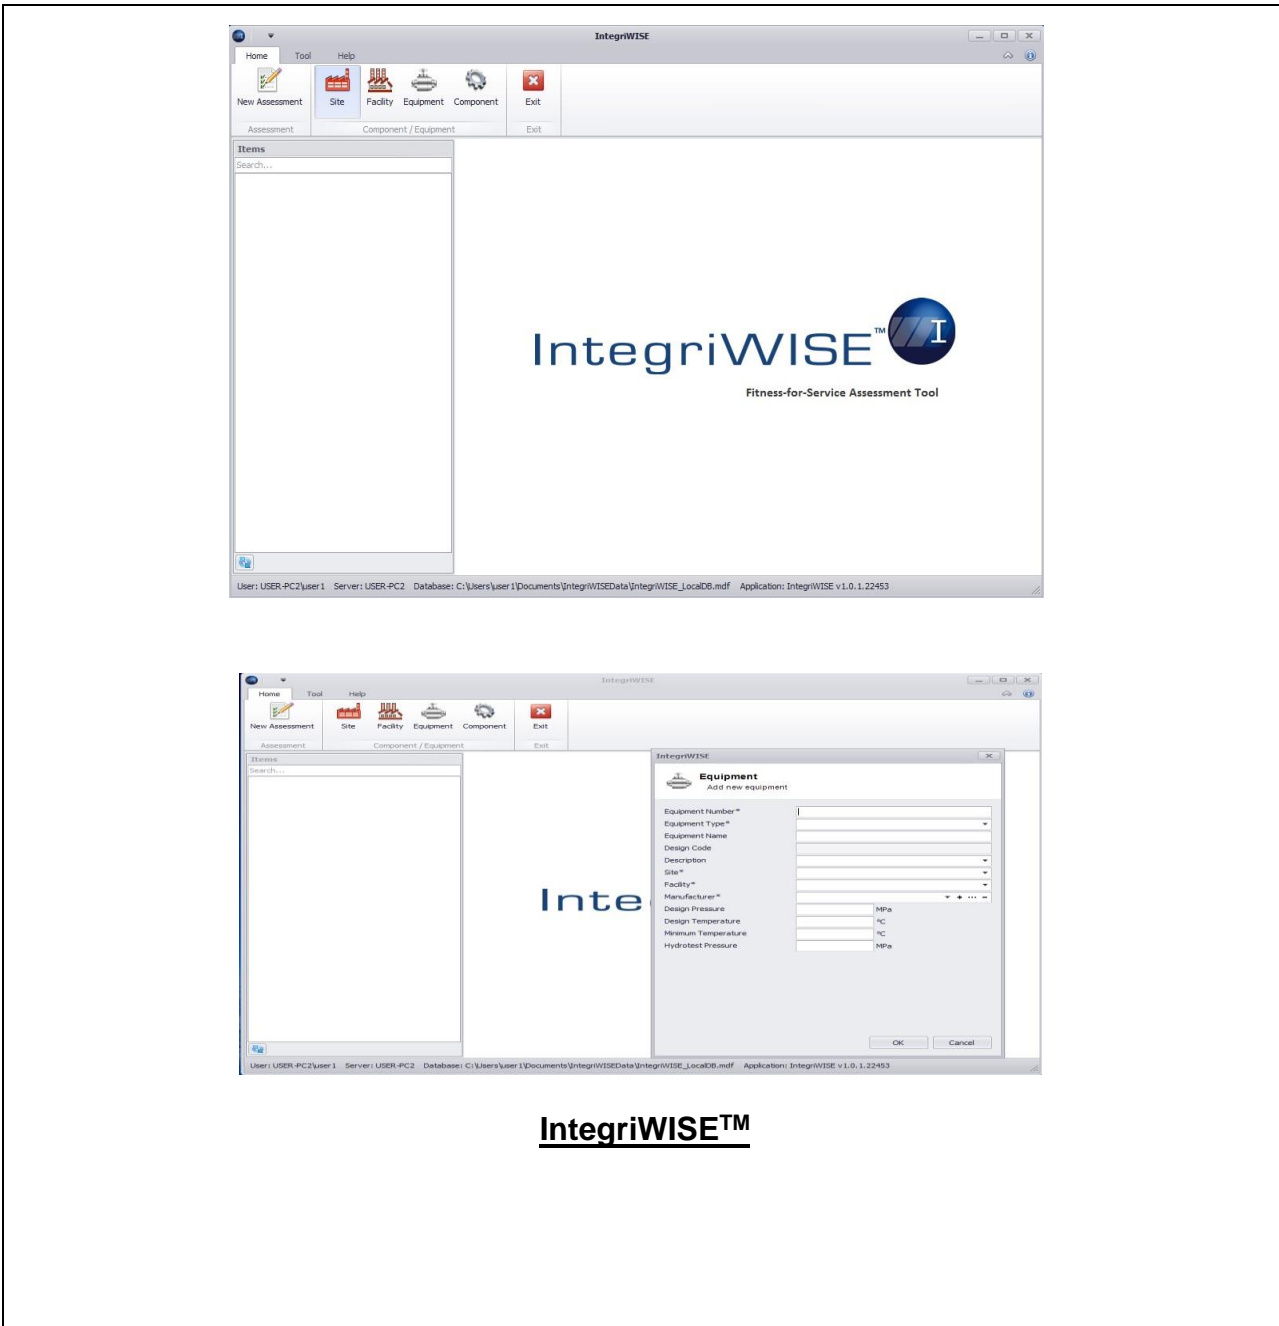 IntegriWISE
Home Tool Help
New Assessment Site Facility Equipment Component Exit
Assessment Component / Equipment Exit
Items
Search...
IntegriWISE™ I
Fitness-for-Service Assessment Tool
User: USER-PC2\user1 Server: USER-PC2 Database: C:\Users\user1\Documents\IntegriWISEData\IntegriWISE_LocalDB.mdf Application: IntegriWISE v1.0.1.22453
IntegriWISE
Home Tool Help
New Assessment Site Facility Equipment Component Exit
Assessment Component / Equipment Exit
Items
Search...
Inte
IntegriWISE
Equipment
Add new equipment
Equipment Number*
Equipment Type*
Equipment Name
Design Code
Description
Site*
Facility*
Manufacturer*
Design Pressure MPa
Design Temperature ºC
Minimum Temperature ºC
Hydrotest Pressure MPa
OK Cancel
User: USER-PC2\user1 Server: USER-PC2 Database: C:\Users\user1\Documents\IntegriWISEData\IntegriWISE_LocalDB.mdf Application: IntegriWISE v1.0.1.22453
IntegriWISE™